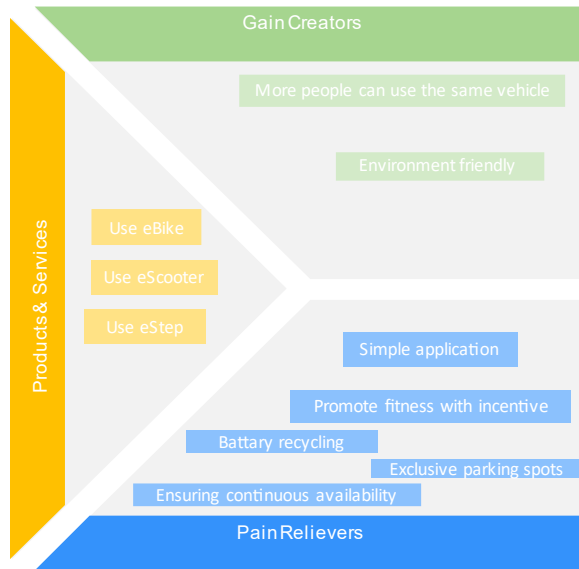 Gain Creators
More people can use the same vehicle
Environment friendly
Products & Services
Use eBike
Use eScooter
Use eStep
Simple application
Promote fitness with incentive
Battary recycling
Exclusive parking spots
Ensuring continuous availability
Pain Relievers